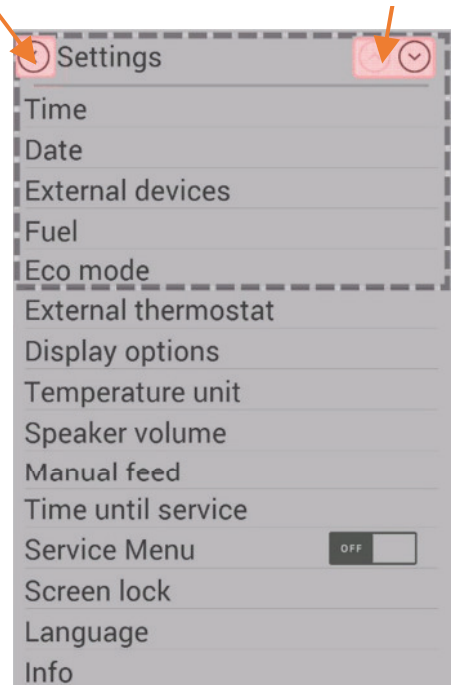 Settings
Time
Date
External devices
Fuel
Eco mode
External thermostat
Display options
Temperature unit
Speaker volume
Manual feed
Time until service
Service Menu OFF
Screen lock
Language
Info